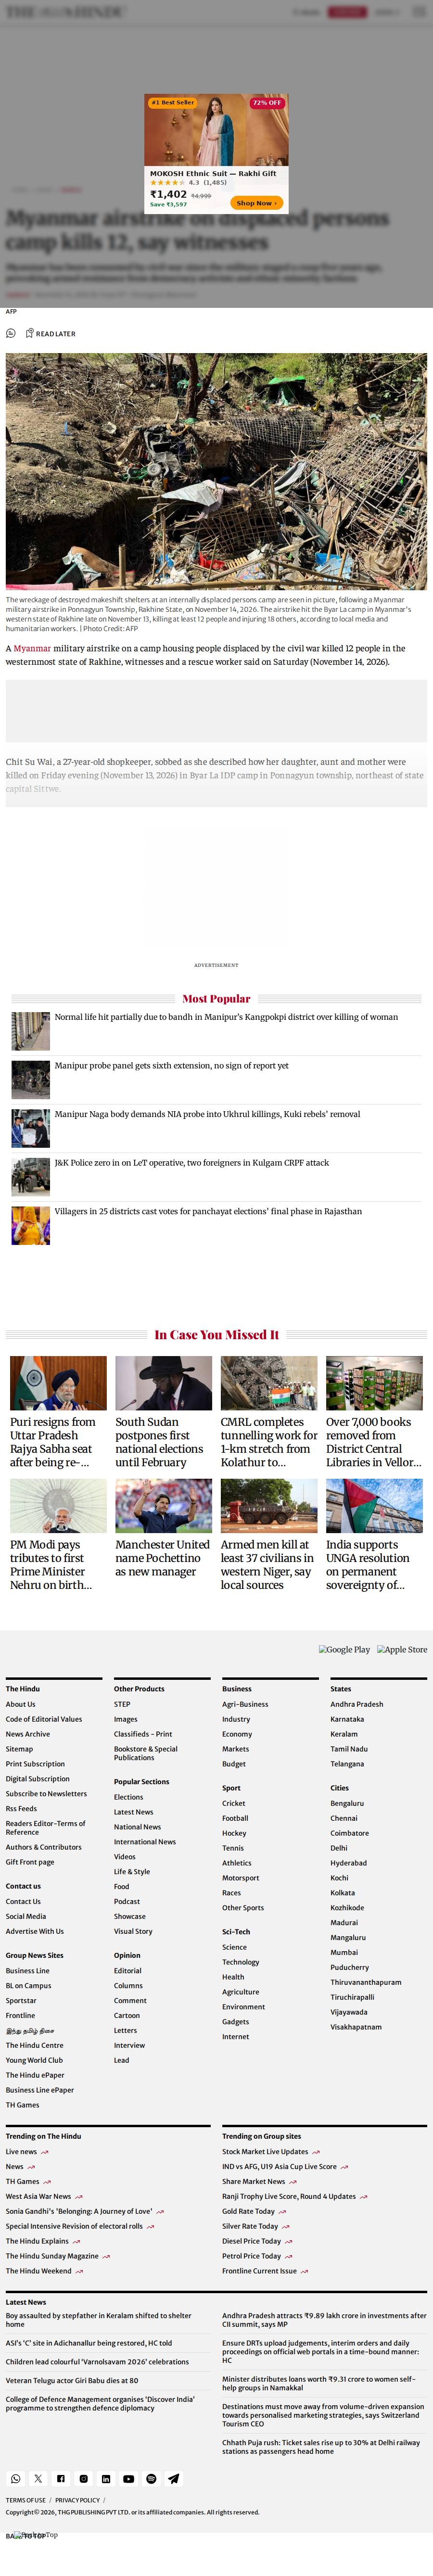 THE HINDU
#1 Best Seller
72% OFF
MOKOSH Ethnic Suit — Rakhi Gift
4.3 (1,485)
₹1,402 ₹4,999
Save ₹3,597
Shop Now ›
Myanmar airstrike on displaced persons
camp kills 12, say witnesses
AFP
READ LATER
The wreckage of destroyed makeshift shelters at an internally displaced persons camp are seen in picture, following a Myanmar
military airstrike in Ponnagyun Township, Rakhine State, on November 14, 2026. The airstrike hit the Byar La camp in Myanmar's
western state of Rakhine late on November 13, killing at least 12 people and injuring 18 others, according to local media and
humanitarian workers. | Photo Credit: AFP
A Myanmar military airstrike on a camp housing people displaced by the civil war killed 12 people in the
westernmost state of Rakhine, witnesses and a rescue worker said on Saturday (November 14, 2026).
Chit Su Wai, a 27-year-old shopkeeper, sobbed as she described how her daughter, aunt and mother were
killed on Friday evening (November 13, 2026) in Byar La IDP camp in Ponnagyun township, northeast of state
capital Sittwe.
ADVERTISEMENT
Most Popular
Normal life hit partially due to bandh in Manipur's Kangpokpi district over killing of woman
Manipur probe panel gets sixth extension, no sign of report yet
Manipur Naga body demands NIA probe into Ukhrul killings, Kuki rebels' removal
J&K Police zero in on LeT operative, two foreigners in Kulgam CRPF attack
Villagers in 25 districts cast votes for panchayat elections' final phase in Rajasthan
In Case You Missed It
Puri resigns from
Uttar Pradesh
Rajya Sabha seat
after being re-...
South Sudan
postpones first
national elections
until February
CMRL completes
tunnelling work for
1-km stretch from
Kolathur to...
Over 7,000 books
removed from
District Central
Libraries in Vellor...
PM Modi pays
tributes to first
Prime Minister
Nehru on birth...
Manchester United
name Pochettino
as new manager
Armed men kill at
least 37 civilians in
western Niger, say
local sources
India supports
UNGA resolution
on permanent
sovereignty of...
Google Play Apple Store
The Hindu
About Us
Code of Editorial Values
News Archive
Sitemap
Print Subscription
Digital Subscription
Subscribe to Newsletters
Rss Feeds
Readers Editor-Terms of
Reference
Authors & Contributors
Gift Front page
Contact us
Contact Us
Social Media
Advertise With Us
Group News Sites
Business Line
BL on Campus
Sportstar
Frontline
இந்து தமிழ் திசை
The Hindu Centre
Young World Club
The Hindu ePaper
Business Line ePaper
TH Games
Other Products
STEP
Images
Classifieds - Print
Bookstore & Special
Publications
Popular Sections
Elections
Latest News
National News
International News
Videos
Life & Style
Food
Podcast
Showcase
Visual Story
Opinion
Editorial
Columns
Comment
Cartoon
Letters
Interview
Lead
Business
Agri-Business
Industry
Economy
Markets
Budget
Sport
Cricket
Football
Hockey
Tennis
Athletics
Motorsport
Races
Other Sports
Sci-Tech
Science
Technology
Health
Agriculture
Environment
Gadgets
Internet
States
Andhra Pradesh
Karnataka
Keralam
Tamil Nadu
Telangana
Cities
Bengaluru
Chennai
Coimbatore
Delhi
Hyderabad
Kochi
Kolkata
Kozhikode
Madurai
Mangaluru
Mumbai
Puducherry
Thiruvananthapuram
Tiruchirapalli
Vijayawada
Visakhapatnam
Trending on The Hindu
Live news
News
TH Games
West Asia War News
Sonia Gandhi's 'Belonging: A Journey of Love'
Special Intensive Revision of electoral rolls
The Hindu Explains
The Hindu Sunday Magazine
The Hindu Weekend
Trending on Group sites
Stock Market Live Updates
IND vs AFG, U19 Asia Cup Live Score
Share Market News
Ranji Trophy Live Score, Round 4 Updates
Gold Rate Today
Silver Rate Today
Diesel Price Today
Petrol Price Today
Frontline Current Issue
Latest News
Boy assaulted by stepfather in Keralam shifted to shelter
home
ASI's 'C' site in Adichanallur being restored, HC told
Children lead colourful 'Varnolsavam 2026' celebrations
Veteran Telugu actor Giri Babu dies at 80
College of Defence Management organises 'Discover India'
programme to strengthen defence diplomacy
Andhra Pradesh attracts ₹9.89 lakh crore in investments after
CII summit, says MP
Ensure DRTs upload judgements, interim orders and daily
proceedings on official web portals in a time-bound manner:
HC
Minister distributes loans worth ₹9.31 crore to women self-
help groups in Namakkal
Destinations must move away from volume-driven expansion
towards personalised marketing strategies, says Switzerland
Tourism CEO
Chhath Puja rush: Ticket sales rise up to 30% at Delhi railway
stations as passengers head home
TERMS OF USE / PRIVACY POLICY /
Copyright© 2026, THG PUBLISHING PVT LTD. or its affiliated companies. All rights reserved.
BACK TO TOP
Back to Top